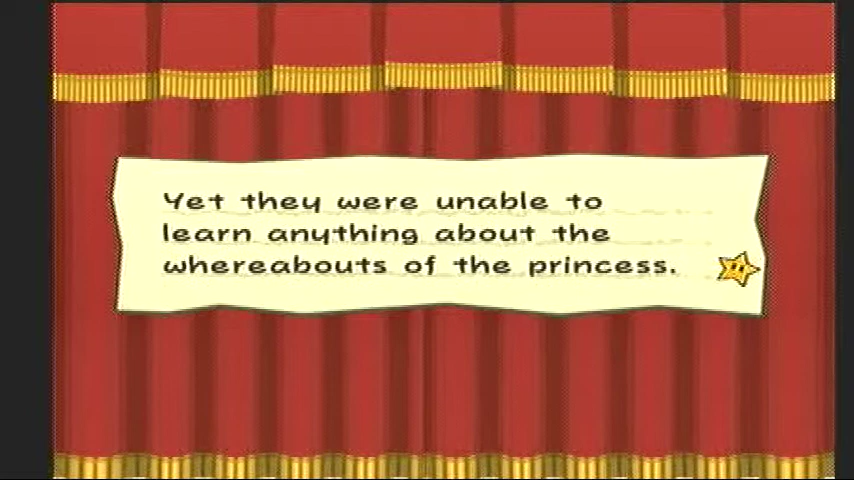 Yet they were unable to
learn anything about the
whereabouts of the princess.